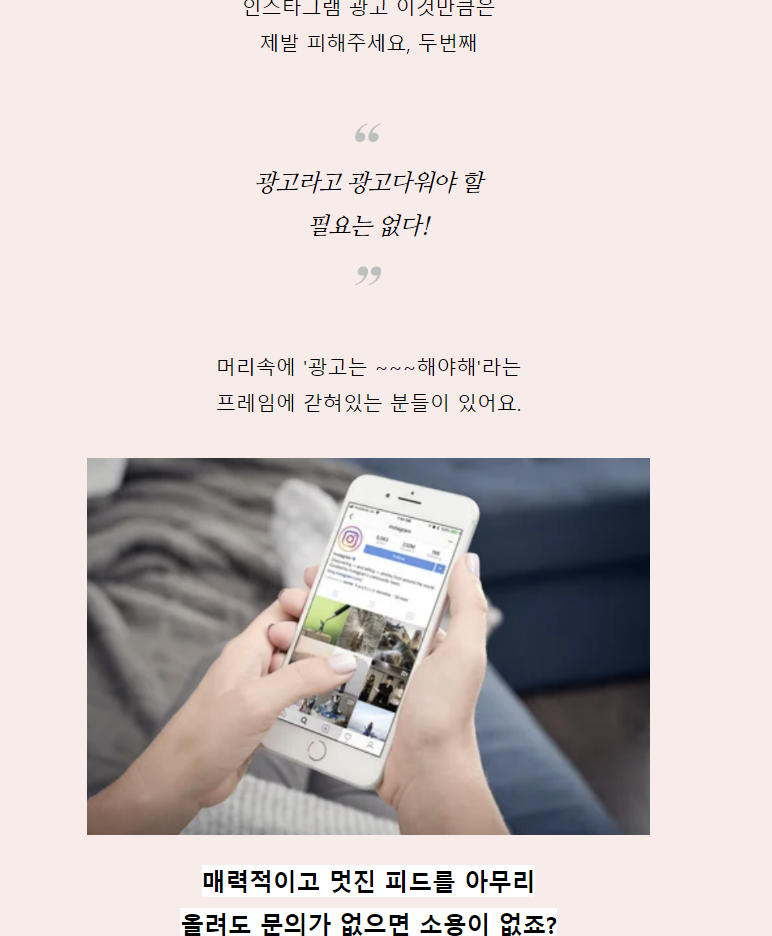 인스타그램 광고 이것만큼은
제발 피해주세요, 두번째
“
광고라고 광고다워야 할
필요는 없다!
”
머리속에 '광고는 ~~~해야해'라는
프레임에 갇혀있는 분들이 있어요.
Instagram
매력적이고 멋진 피드를 아무리
올려도 문의가 없으면 소용이 없죠?